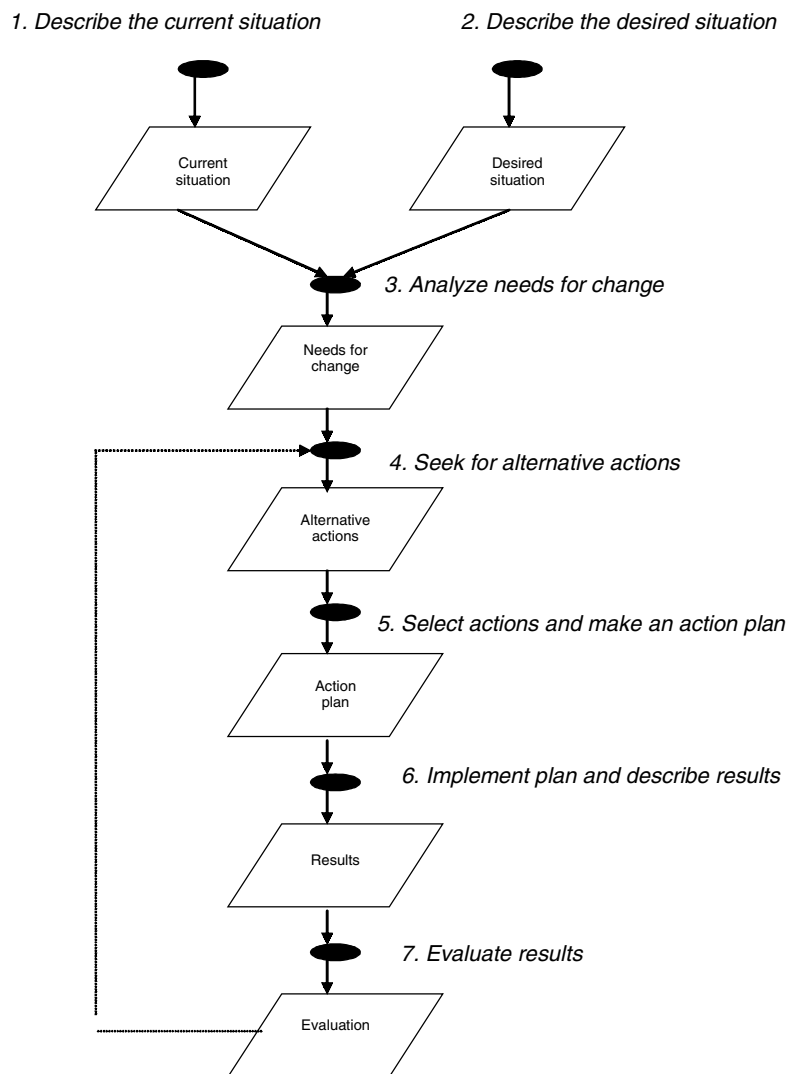 1. Describe the current situation
2. Describe the desired situation
Current
situation
Desired
situation
3. Analyze needs for change
Needs for
change
4. Seek for alternative actions
Alternative
actions
5. Select actions and make an action plan
Action
plan
6. Implement plan and describe results
Results
7. Evaluate results
Evaluation